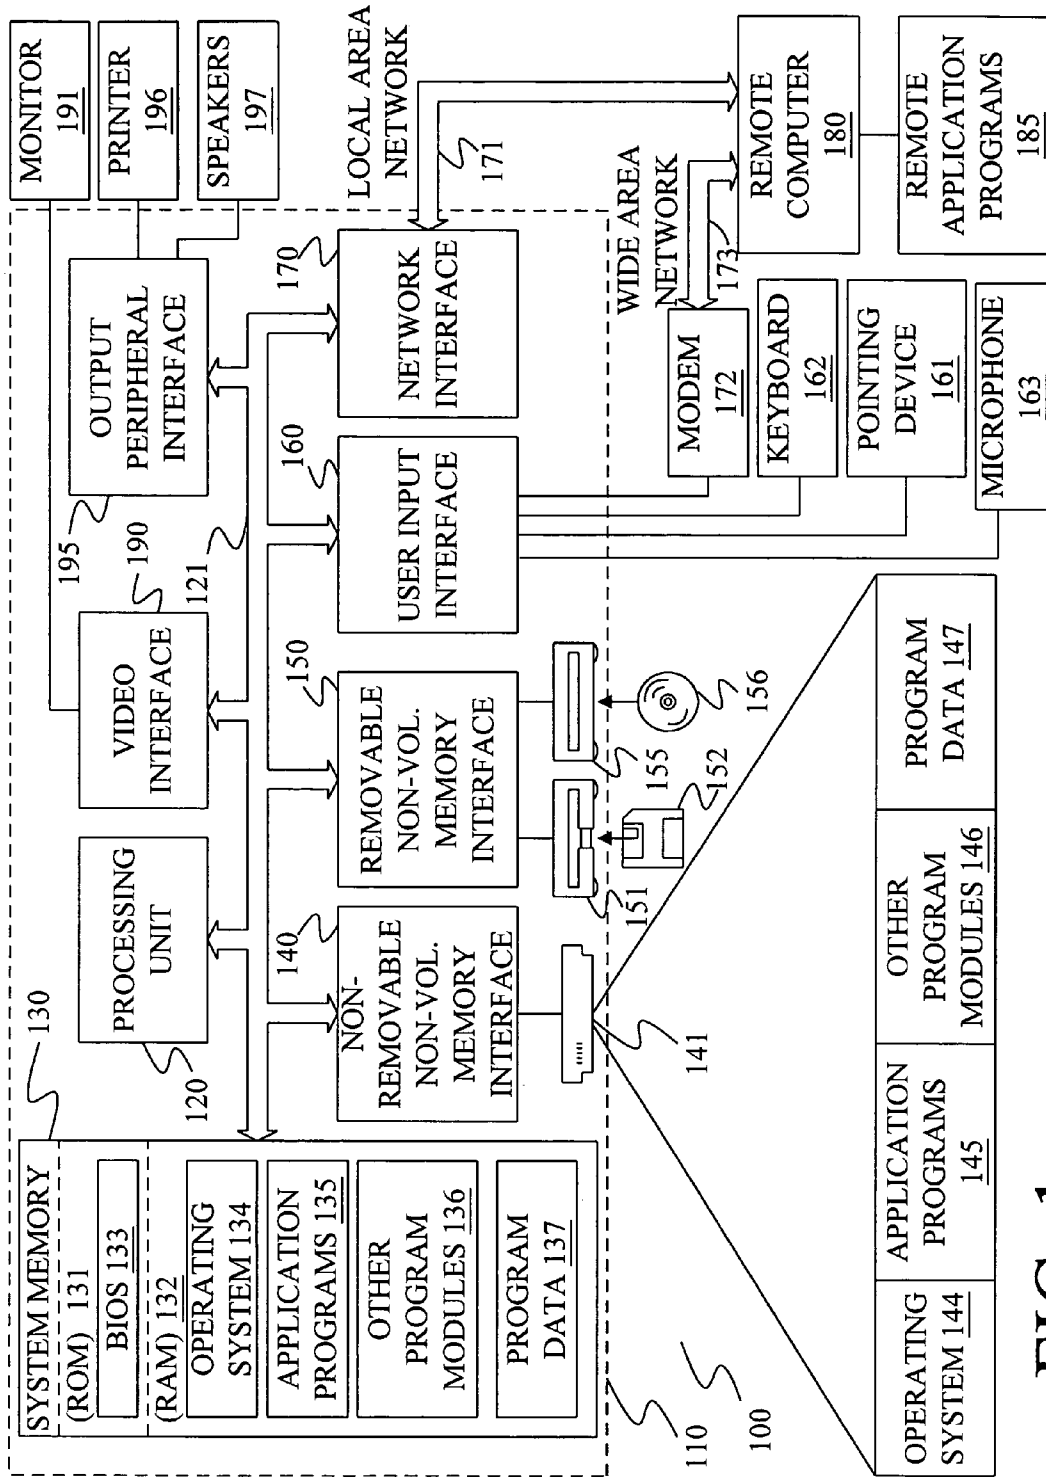 SYSTEM MEMORY
(ROM) 131
BIOS 133
(RAM) 132
OPERATING
SYSTEM 134
APPLICATION
PROGRAMS 135
OTHER
PROGRAM
MODULES 136
PROGRAM
DATA 137
130
PROCESSING
UNIT
120
VIDEO
INTERFACE
190
121
OUTPUT
PERIPHERAL
INTERFACE
195
MONITOR
191
PRINTER
196
SPEAKERS
197
NON-
REMOVABLE
NON-VOL.
MEMORY
INTERFACE
140
REMOVABLE
NON-VOL.
MEMORY
INTERFACE
150
USER INPUT
INTERFACE
160
NETWORK
INTERFACE
170
LOCAL AREA
NETWORK
171
WIDE AREA
NETWORK
173
141
151
152
155
156
MODEM
172
KEYBOARD
162
POINTING
DEVICE
161
MICROPHONE
163
REMOTE
COMPUTER
180
REMOTE
APPLICATION
PROGRAMS
185
110
100
OPERATING
SYSTEM 144
APPLICATION
PROGRAMS
145
OTHER
PROGRAM
MODULES 146
PROGRAM
DATA 147
FIG. 1